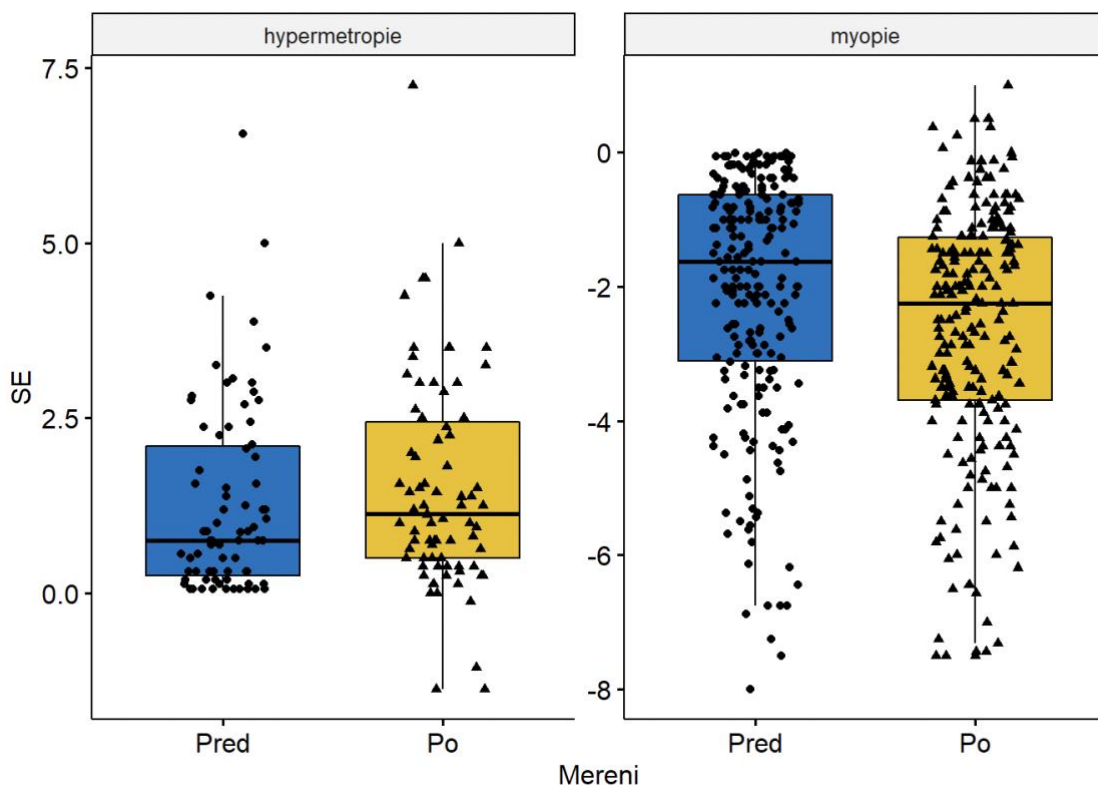 hypermetropie
myopie
7.5
5.0
2.5
0.0
0
-2
-4
-6
-8
SE
Pred
Po
Pred
Po
Mereni